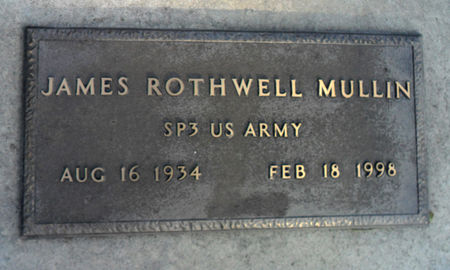 JAMES ROTHWELL MULLIN
SP3 US ARMY
AUG 16 1934 FEB 18 1998